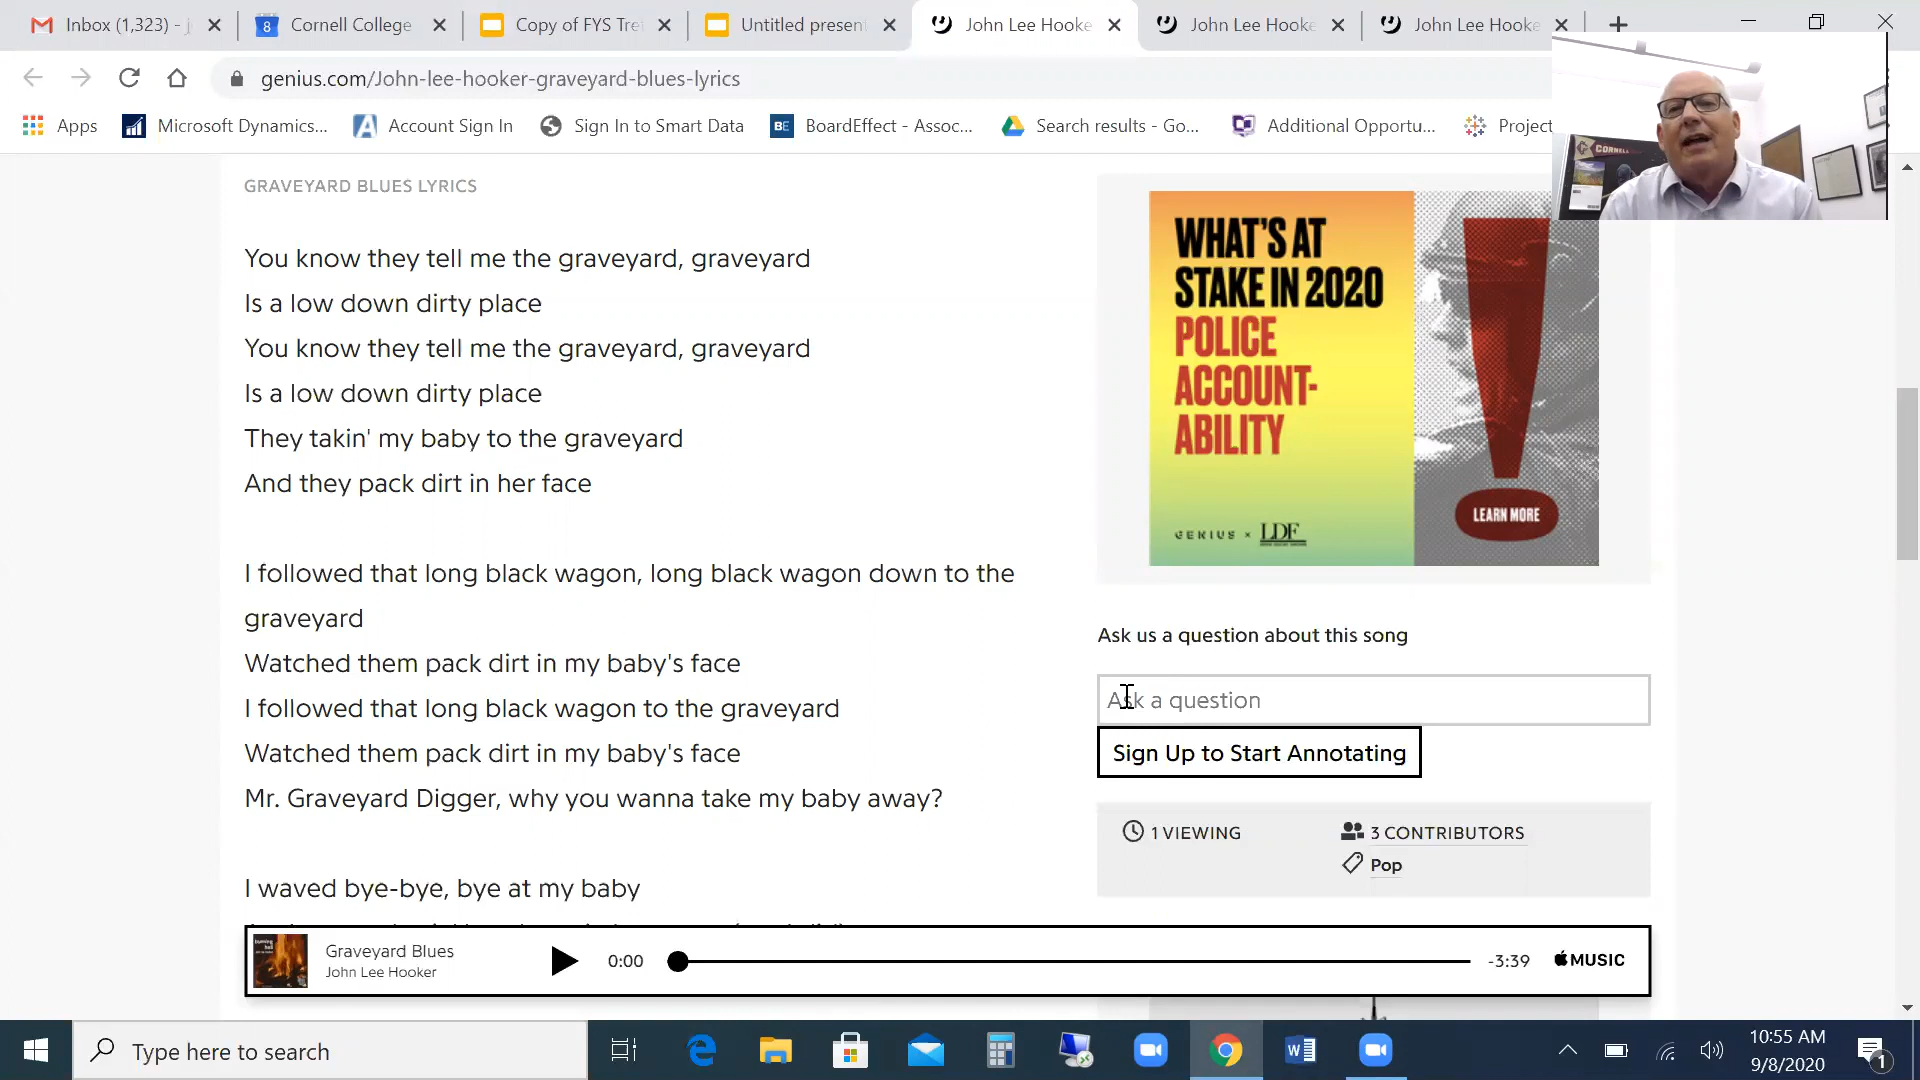 Inbox (1,323) - j
Cornell College
Copy of FYS Tre
Untitled presen
John Lee Hooke
John Lee Hooke
John Lee Hooke
genius.com/John-lee-hooker-graveyard-blues-lyrics
Apps
Microsoft Dynamics...
Account Sign In
Sign In to Smart Data
BE
BoardEffect - Assoc...
Search results - Go...
Additional Opportu...
Project
GRAVEYARD BLUES LYRICS
You know they tell me the graveyard, graveyard
Is a low down dirty place
You know they tell me the graveyard, graveyard
Is a low down dirty place
They takin' my baby to the graveyard
And they pack dirt in her face
I followed that long black wagon, long black wagon down to the
graveyard
Watched them pack dirt in my baby's face
I followed that long black wagon to the graveyard
Watched them pack dirt in my baby's face
Mr. Graveyard Digger, why you wanna take my baby away?
I waved bye-bye, bye at my baby
WHAT'S AT
STAKE IN 2020
POLICE
ACCOUNT-
ABILITY
GENIUS × LDF
LEARN MORE
Ask us a question about this song
Ask a question
Sign Up to Start Annotating
1 VIEWING
3 CONTRIBUTORS
Pop
Graveyard Blues
John Lee Hooker
0:00
-3:39
MUSIC
Type here to search
10:55 AM
9/8/2020
1